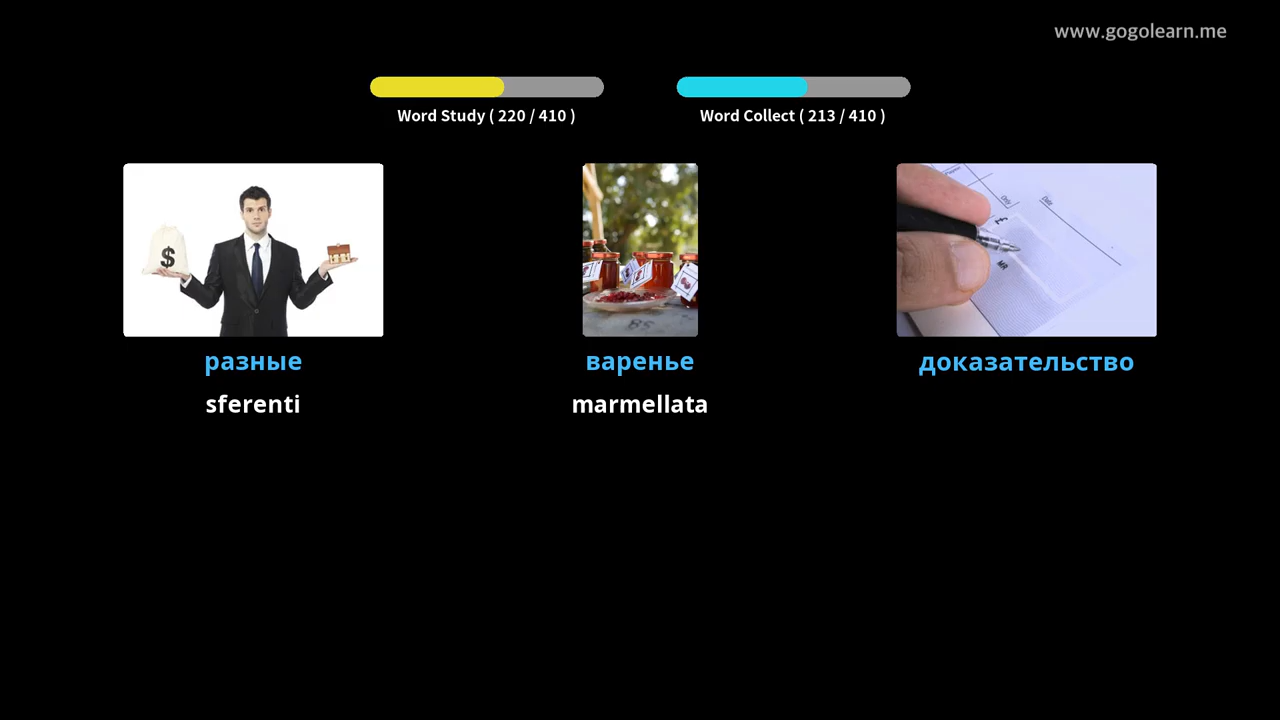 www.gogolearn.me
Word Study ( 220 / 410 )
Word Collect ( 213 / 410 )
$
разные
варенье
доказательство
sferenti
marmellata